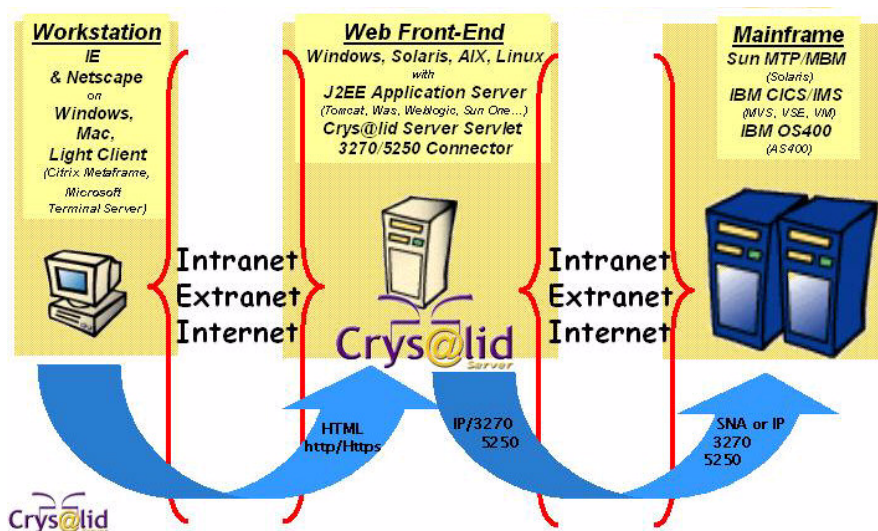 Workstation
IE
& Netscape
on
Windows,
Mac,
Light Client
(Citrix Metaframe,
Microsoft
Terminal Server)
Intranet
Extranet
Internet
Web Front-End
Windows, Solaris, AIX, Linux
with
J2EE Application Server
(Tomcat, Was, Weblogic, Sun One...)
Crys@lid Server Servlet
3270/5250 Connector
Crys@lid
Server
Intranet
Extranet
Internet
Mainframe
Sun MTP/MBM
(Solaris)
IBM CICS/IMS
(MVS, VSE, VM)
IBM OS400
(AS400)
HTML
http/Https
IP/3270
5250
SNA or IP
3270
5250
Crys@lid